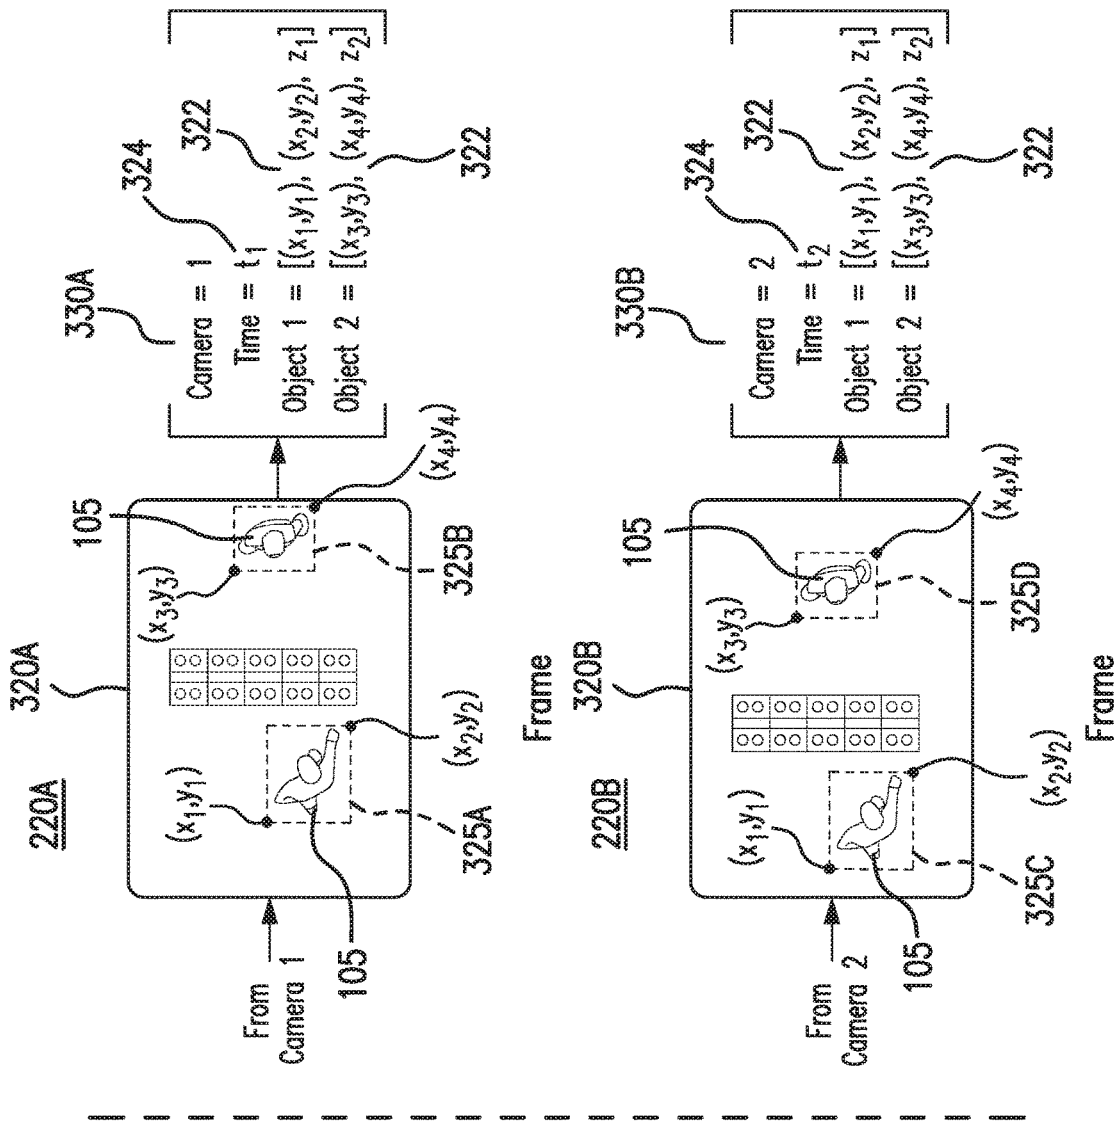 220A
320A
(x1,y1)
(x3,y3)
105
325A
(x2,y2)
325B
(x4,y4)
105
From
Camera 1
Frame
330A
324
322
Camera = 1
Time = t1
Object 1 = [(x1,y1), (x2,y2), z1]
Object 2 = [(x3,y3), (x4,y4), z2]
322
220B
320B
(x1,y1)
(x3,y3)
105
From
Camera 2
105
325C
(x2,y2)
325D
(x4,y4)
Frame
330B
324
322
Camera = 2
Time = t2
Object 1 = [(x1,y1), (x2,y2), z1]
Object 2 = [(x3,y3), (x4,y4), z2]
322